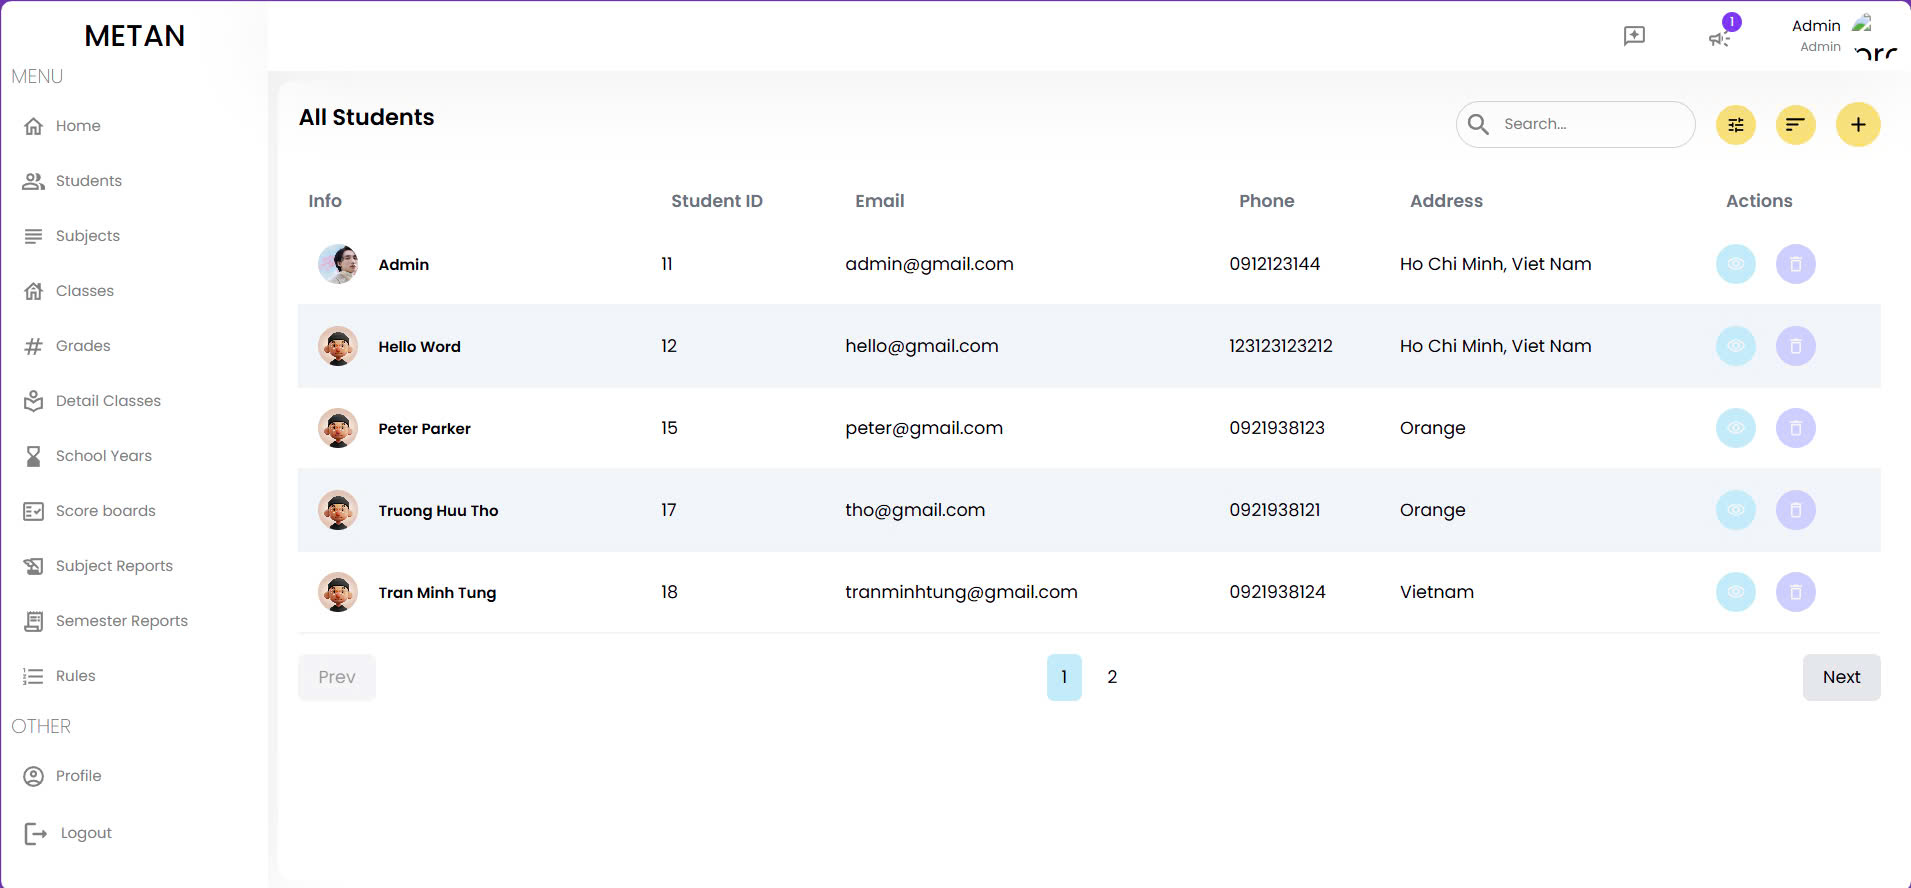 METAN
MENU
Home
Students
Subjects
Classes
Grades
Detail Classes
School Years
Score boards
Subject Reports
Semester Reports
Rules
OTHER
Profile
Logout
1
Admin
Admin
All Students
Search...
Info Student ID Email Phone Address Actions
Admin 11 admin@gmail.com 0912123144 Ho Chi Minh, Viet Nam
Hello Word 12 hello@gmail.com 123123123212 Ho Chi Minh, Viet Nam
Peter Parker 15 peter@gmail.com 0921938123 Orange
Truong Huu Tho 17 tho@gmail.com 0921938121 Orange
Tran Minh Tung 18 tranminhtung@gmail.com 0921938124 Vietnam
Prev 1 2 Next